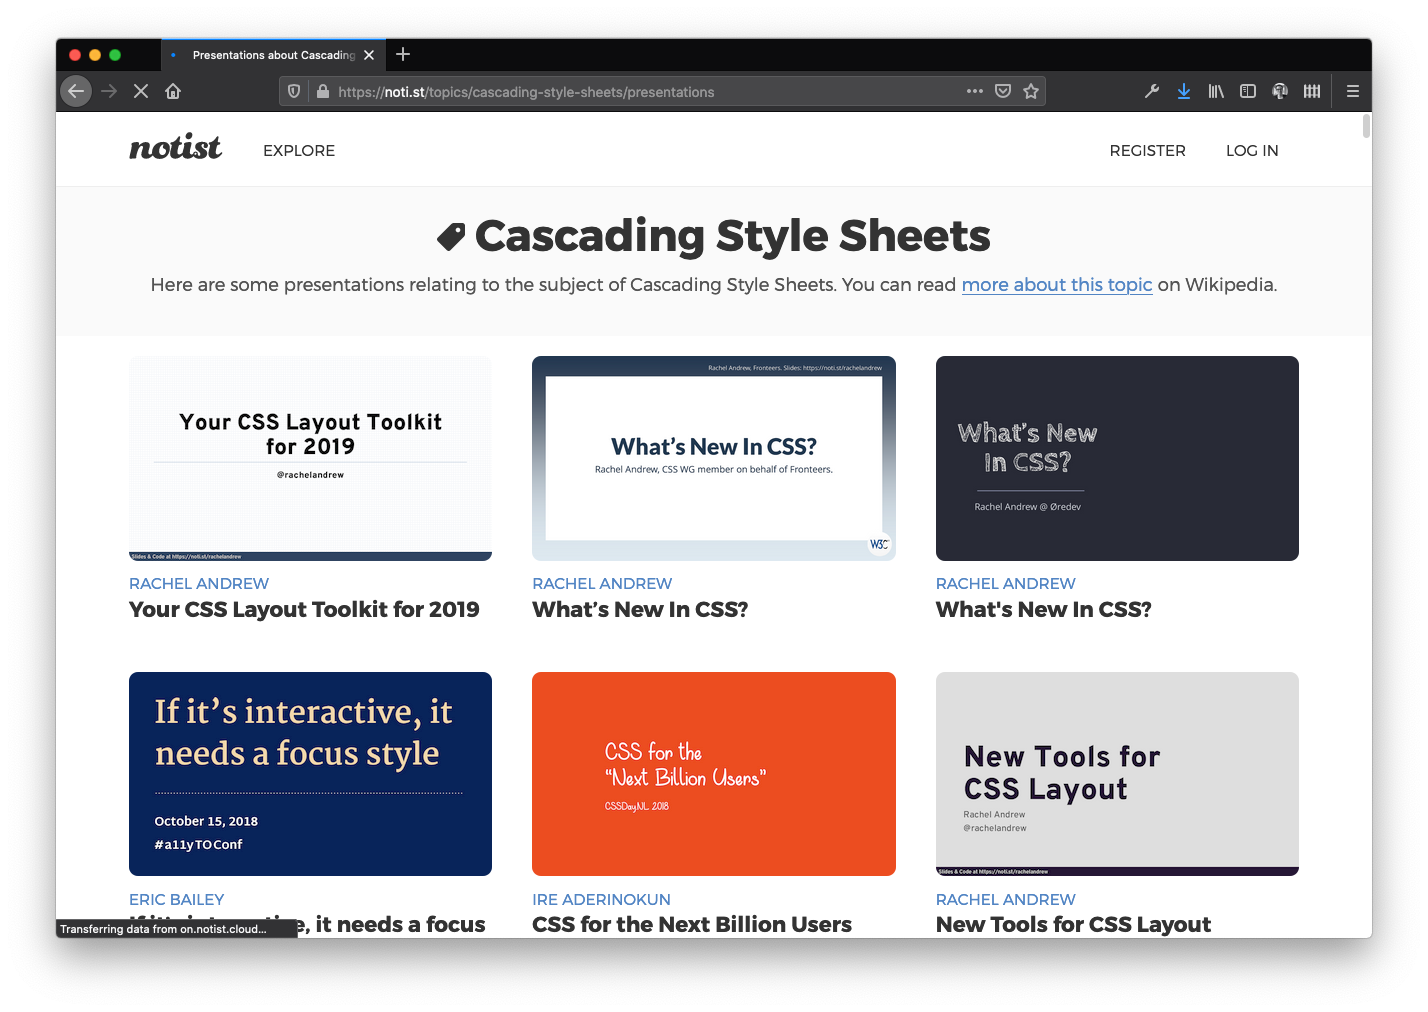 Presentations about Cascading
https://noti.st/topics/cascading-style-sheets/presentations
notist
EXPLORE
REGISTER
LOG IN
Cascading Style Sheets
Here are some presentations relating to the subject of Cascading Style Sheets. You can read more about this topic on Wikipedia.
Your CSS Layout Toolkit
for 2019
@rachelandrew
Slides & Code at https://noti.st/rachelandrew
RACHEL ANDREW
Your CSS Layout Toolkit for 2019
Rachel Andrew, Fronteers. Slides: https://noti.st/rachelandrew
What’s New In CSS?
Rachel Andrew, CSS WG member on behalf of Fronteers.
W3C
RACHEL ANDREW
What’s New In CSS?
What's New
In CSS?
Rachel Andrew @ Øredev
RACHEL ANDREW
What's New In CSS?
If it’s interactive, it
needs a focus style
October 15, 2018
#a11yTOConf
ERIC BAILEY
If it’s interactive, it needs a focus
CSS for the
“Next Billion Users”
CSSDayNL 2018
IRE ADERINOKUN
CSS for the Next Billion Users
New Tools for
CSS Layout
Rachel Andrew
@rachelandrew
Slides & Code at https://noti.st/rachelandrew
RACHEL ANDREW
New Tools for CSS Layout
Transferring data from on.notist.cloud...